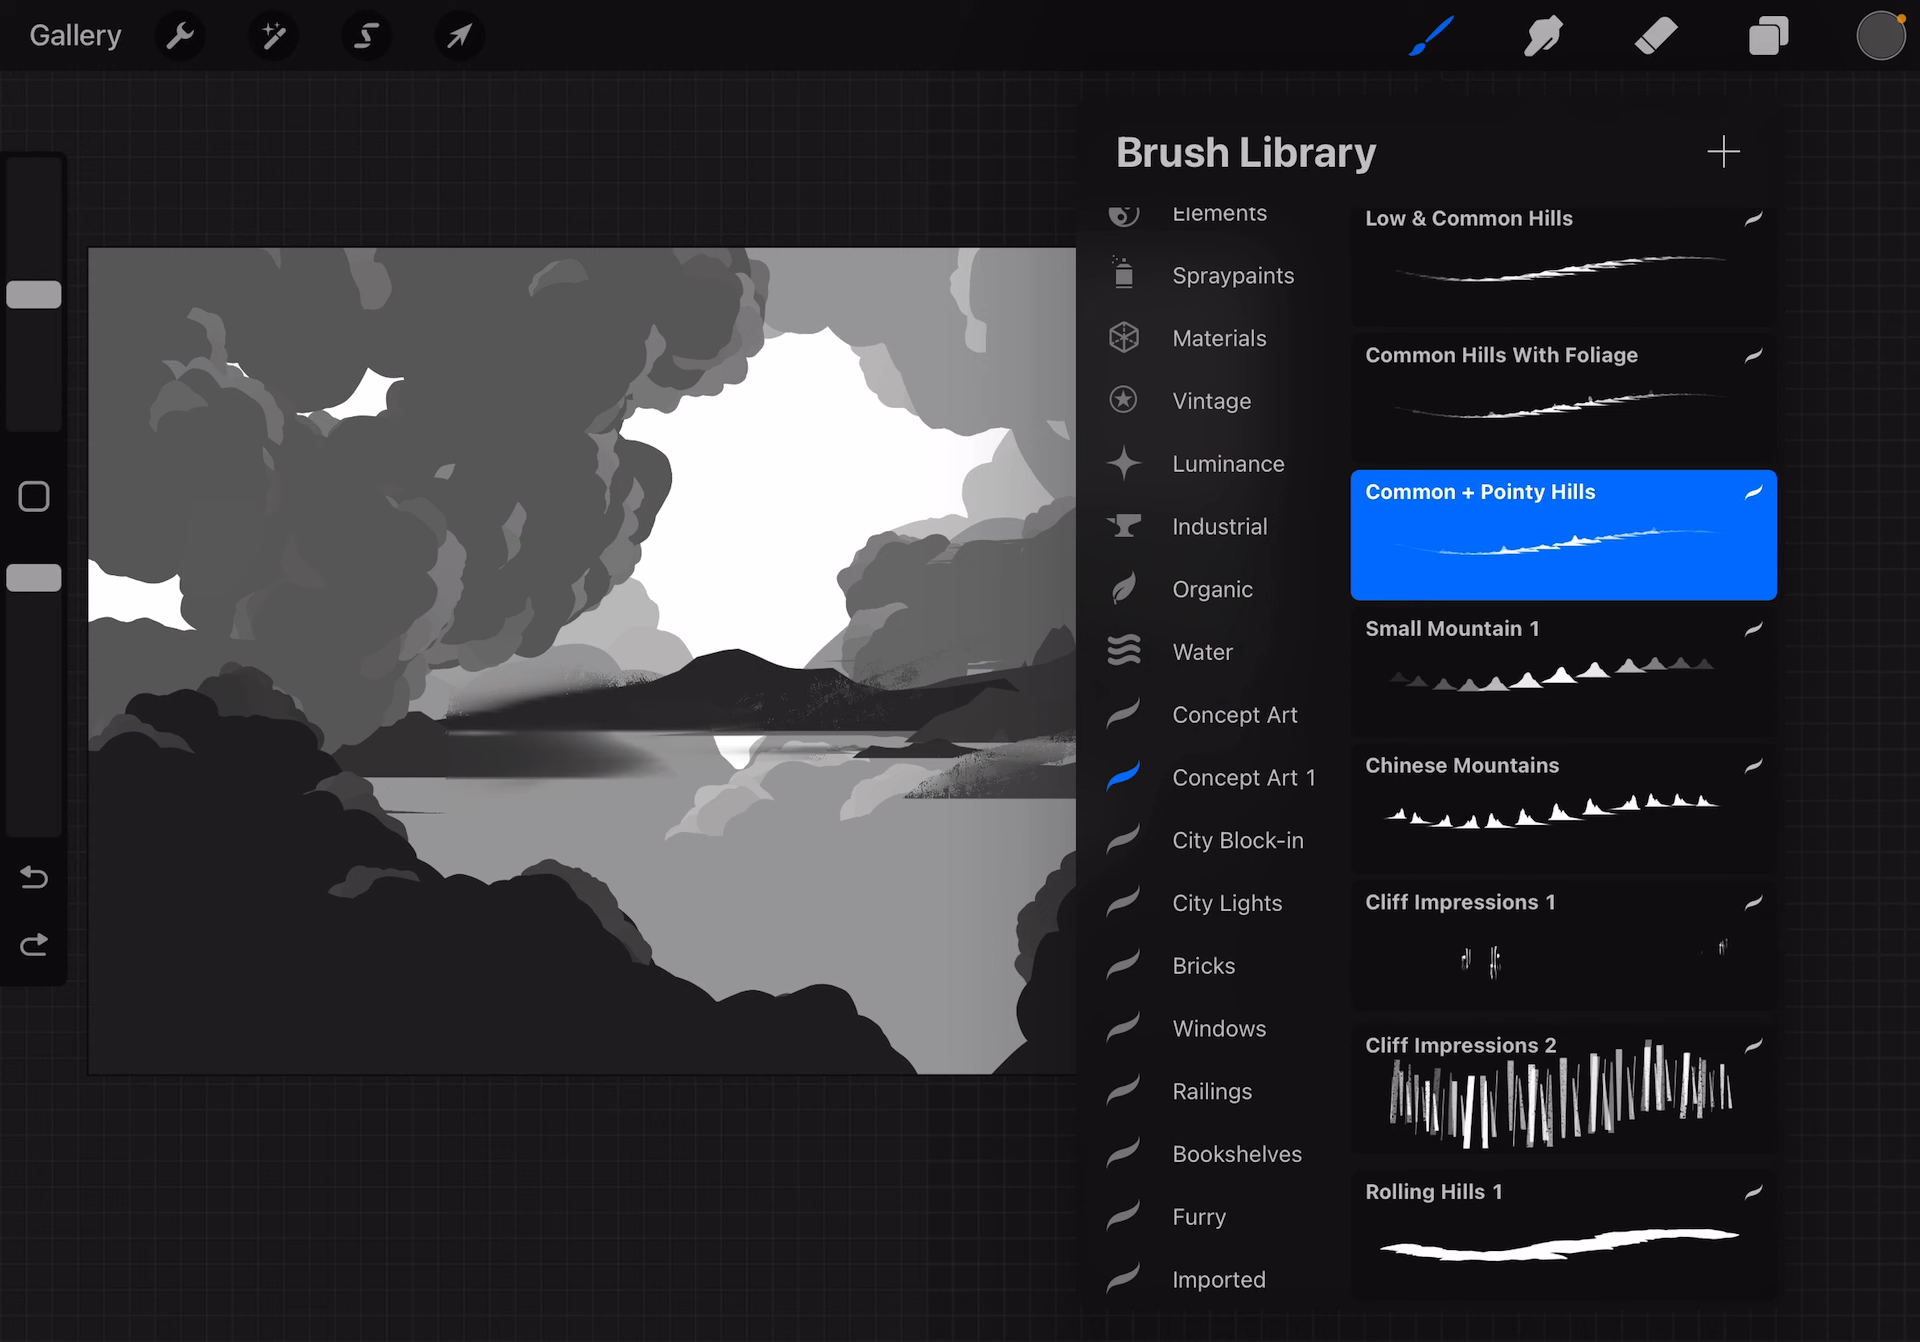 Gallery
Brush Library
Elements
Spraypaints
Materials
Vintage
Luminance
Industrial
Organic
Water
Concept Art
Concept Art 1
City Block-in
City Lights
Bricks
Windows
Railings
Bookshelves
Furry
Imported
Low & Common Hills
Common Hills With Foliage
Common + Pointy Hills
Small Mountain 1
Chinese Mountains
Cliff Impressions 1
Cliff Impressions 2
Rolling Hills 1